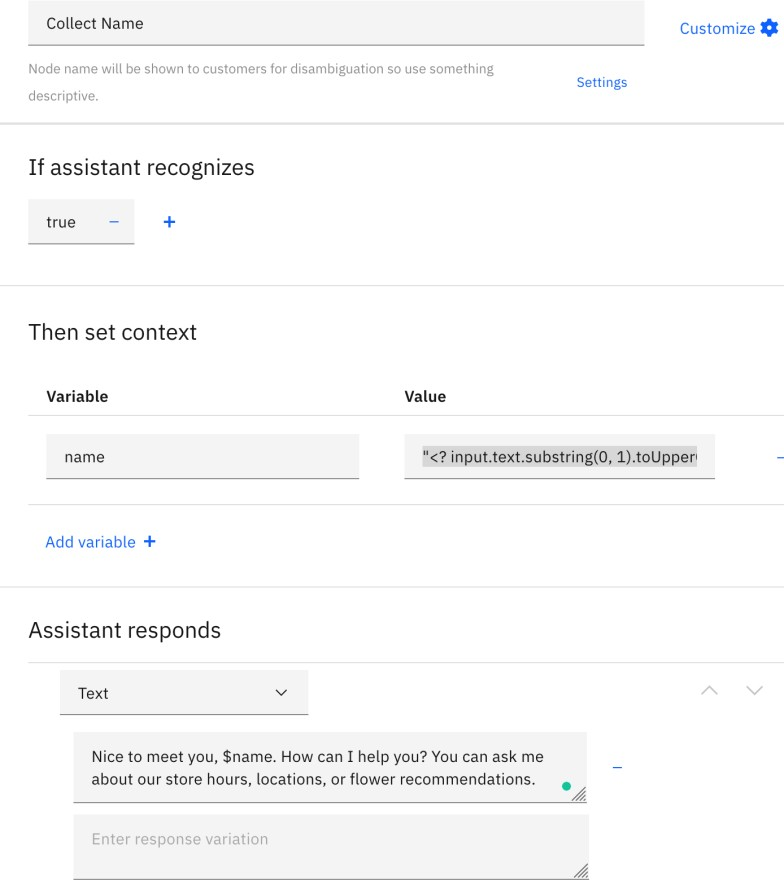 Collect Name
Customize
Node name will be shown to customers for disambiguation so use something
descriptive.
Settings
If assistant recognizes
true
Then set context
Variable
Value
name
"<? input.text.substring(0, 1).toUpper
Add variable
Assistant responds
Text
Nice to meet you, $name. How can I help you? You can ask me
about our store hours, locations, or flower recommendations.
Enter response variation